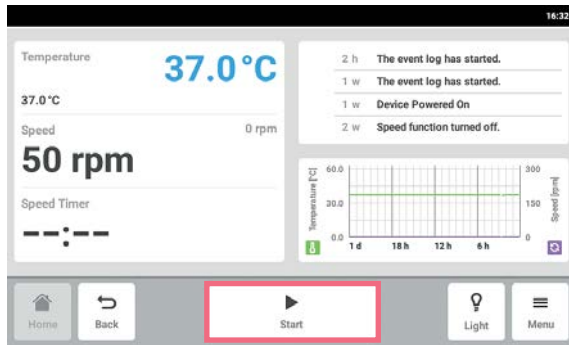 16:32
Temperature
37.0°C
37.0°C
Speed
0 rpm
50 rpm
Speed Timer
--:--
2 h The event log has started.
1 w The event log has started.
1 w Device Powered On
2 w Speed function turned off.
Temperature [°C]
60.0
30.0
0.0
1 d 18 h 12 h 6 h
300
150
0
Speed [rpm]
Home
Back
Start
Light
Menu